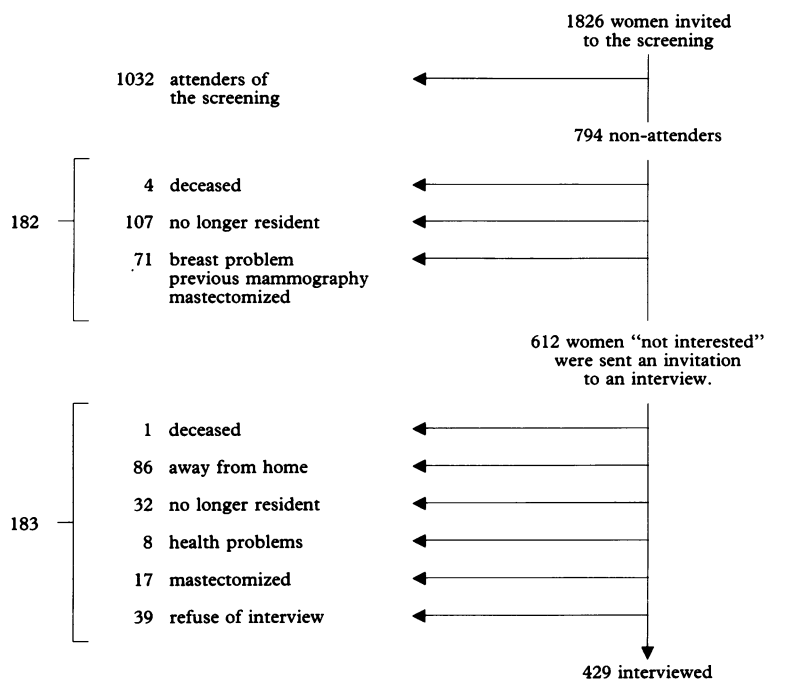 1826 women invited
to the screening
1032 attenders of
the screening
794 non-attenders
4 deceased
182
107 no longer resident
71 breast problem
previous mammography
mastectomized
612 women “not interested”
were sent an invitation
to an interview.
1 deceased
86 away from home
32 no longer resident
183
8 health problems
17 mastectomized
39 refuse of interview
429 interviewed